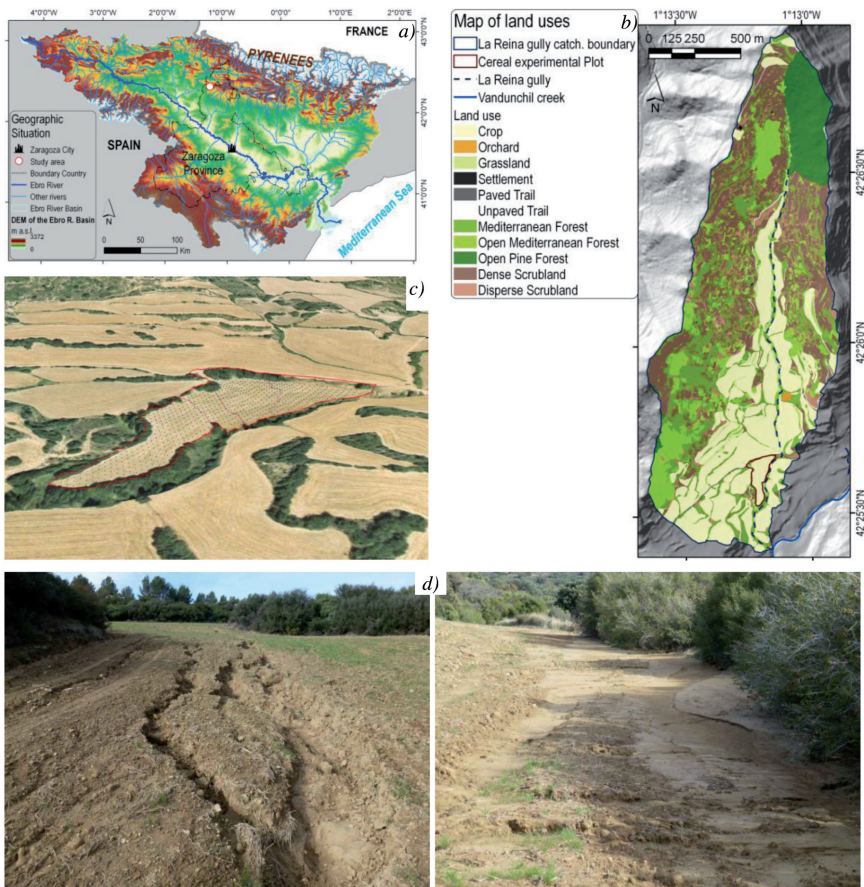 4°0'0"W 3°0'0"W 2°0'0"W 1°0'0"W 0°0'0"E 1°0'0"E 2°0'0"E
FRANCE
a)
PYRENEES
43°0'0"N
42°0'0"N
41°0'0"N
Geographic
Situation
Zaragoza City
Study area
Boundary Country
Ebro River
Other rivers
Ebro River Basin
DEM of the Ebro R. Basin
m a.s.l.
3372
0
SPAIN
Zaragoza
Province
N
0 50 100
Km
Mediterranean Sea
Map of land uses
La Reina gully catch. boundary
Cereal experimental Plot
La Reina gully
Vandunchil creek
Land use
Crop
Orchard
Grassland
Settlement
Paved Trail
Unpaved Trail
Mediterranean Forest
Open Mediterranean Forest
Open Pine Forest
Dense Scrubland
Disperse Scrubland
b)
1°13'30"W 1°13'0"W
0 125 250 500 m
N
42°26'30"N
42°26'0"N
42°25'30"N
c)
d)